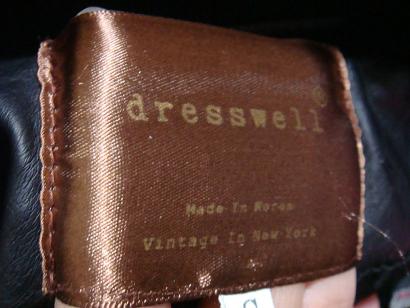 dresswell®
Made In Korea
Vintage In New York
S